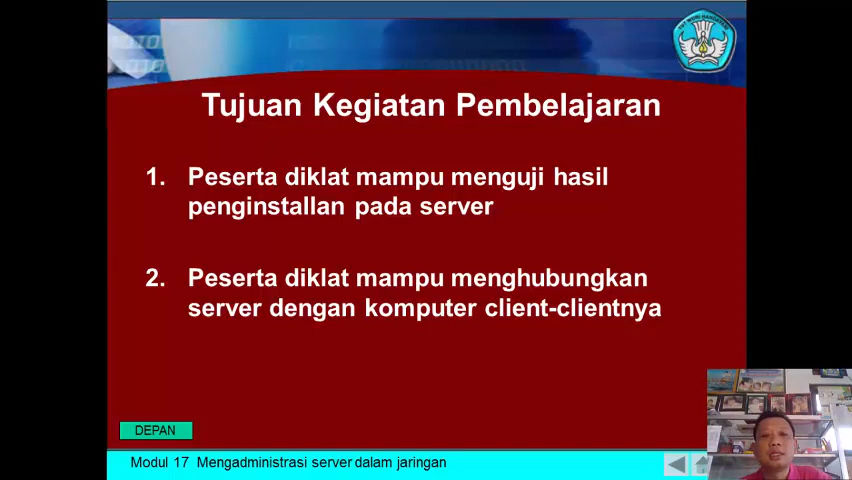 Tujuan Kegiatan Pembelajaran
1. Peserta diklat mampu menguji hasil
penginstallan pada server
2. Peserta diklat mampu menghubungkan
server dengan komputer client-clientnya
DEPAN
Modul 17 Mengadministrasi server dalam jaringan